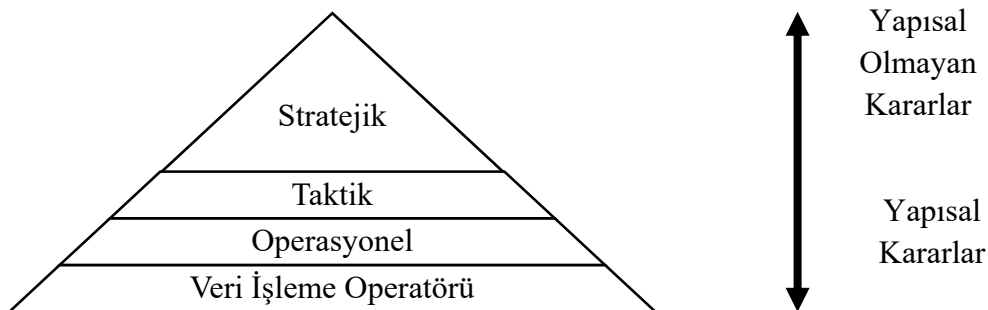 Stratejik
Taktik
Operasyonel
Veri İşleme Operatörü
Yapısal
Olmayan
Kararlar
Yapısal
Kararlar